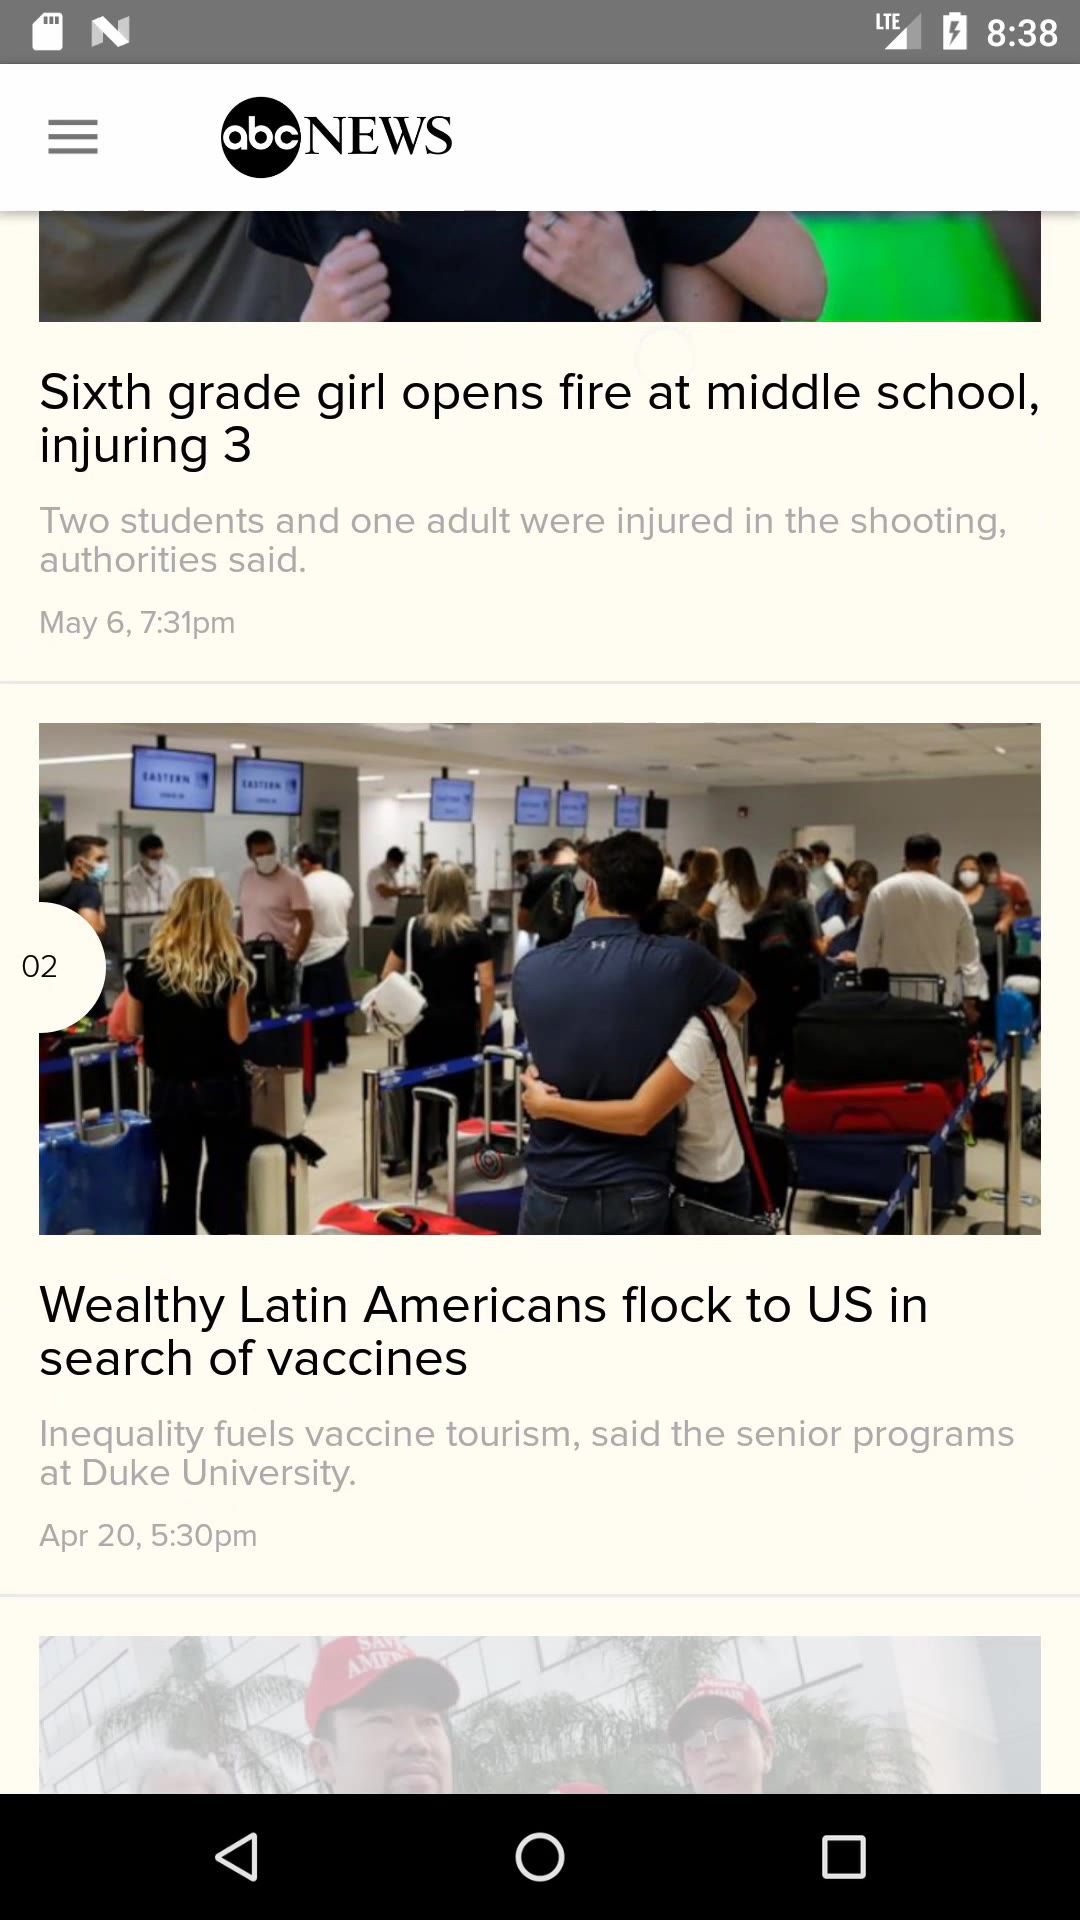 LTE 8:38
abc NEWS
Sixth grade girl opens fire at middle school,
injuring 3
Two students and one adult were injured in the shooting,
authorities said.
May 6, 7:31pm
EASTERN
EASTERN
02
Wealthy Latin Americans flock to US in
search of vaccines
Inequality fuels vaccine tourism, said the senior programs
at Duke University.
Apr 20, 5:30pm